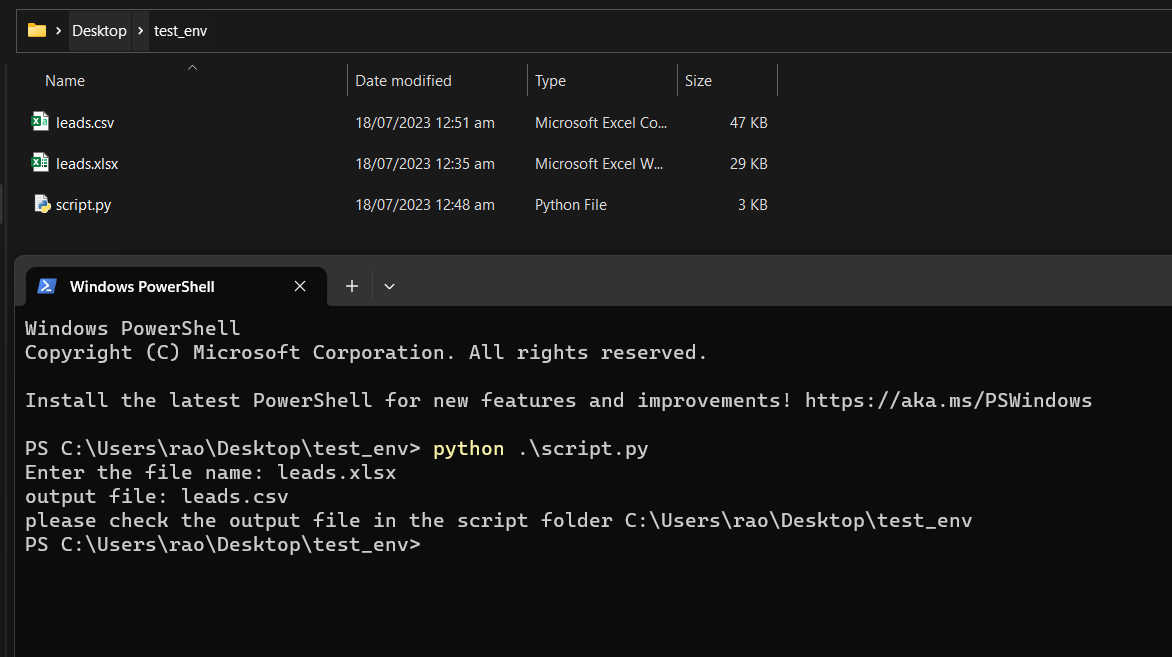 Desktop test_env
Name Date modified Type Size
leads.csv 18/07/2023 12:51 am Microsoft Excel Co... 47 KB
leads.xlsx 18/07/2023 12:35 am Microsoft Excel W... 29 KB
script.py 18/07/2023 12:48 am Python File 3 KB
Windows PowerShell
Windows PowerShell
Copyright (C) Microsoft Corporation. All rights reserved.
Install the latest PowerShell for new features and improvements! https://aka.ms/PSWindows
PS C:\Users\rao\Desktop\test_env> python .\script.py
Enter the file name: leads.xlsx
output file: leads.csv
please check the output file in the script folder C:\Users\rao\Desktop\test_env
PS C:\Users\rao\Desktop\test_env>